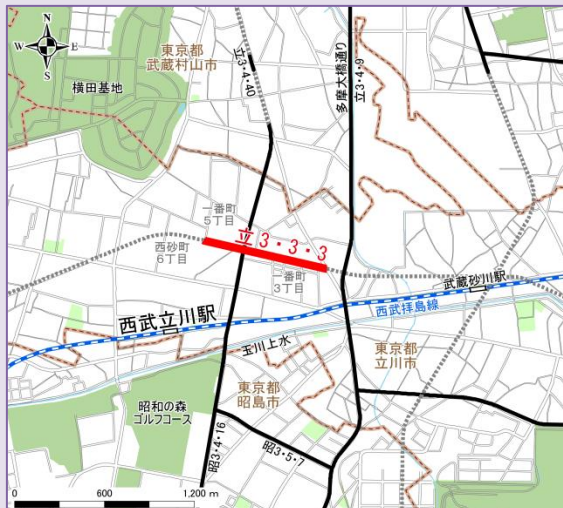 N
W E
S
横田基地
東京都
武蔵村山市
立3・4・40
多摩大橋通り
立3・4・9
一番町
5丁目
西砂町
6丁目
立3・3・3
一番町
3丁目
武蔵砂川駅
西武拝島線
西武立川駅
玉川上水
東京都
立川市
東京都
昭島市
昭和の森
ゴルフコース
昭3・4・16
昭3・5・7
0 600 1,200 m